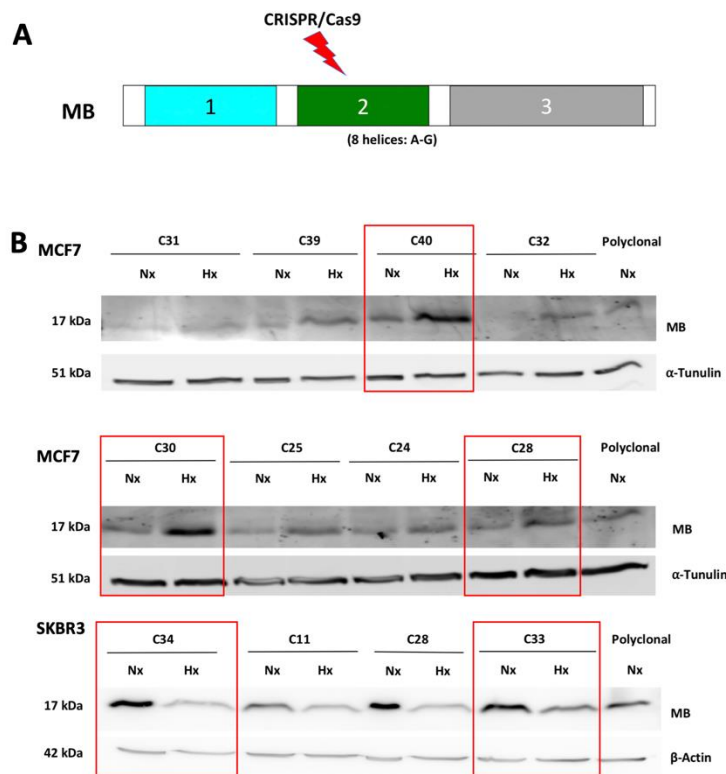 A
CRISPR/Cas9
MB
1 2 3
(8 helices: A-G)
B
MCF7
C31 C39 C40 C32 Polyclonal
Nx Hx Nx Hx Nx Hx Nx Hx Nx
17 kDa MB
51 kDa α-Tunulin
MCF7
C30 C25 C24 C28 Polyclonal
Nx Hx Nx Hx Nx Hx Nx Hx Nx
17 kDa MB
51 kDa α-Tunulin
SKBR3
C34 C11 C28 C33 Polyclonal
Nx Hx Nx Hx Nx Hx Nx Hx Nx
17 kDa MB
42 kDa β-Actin